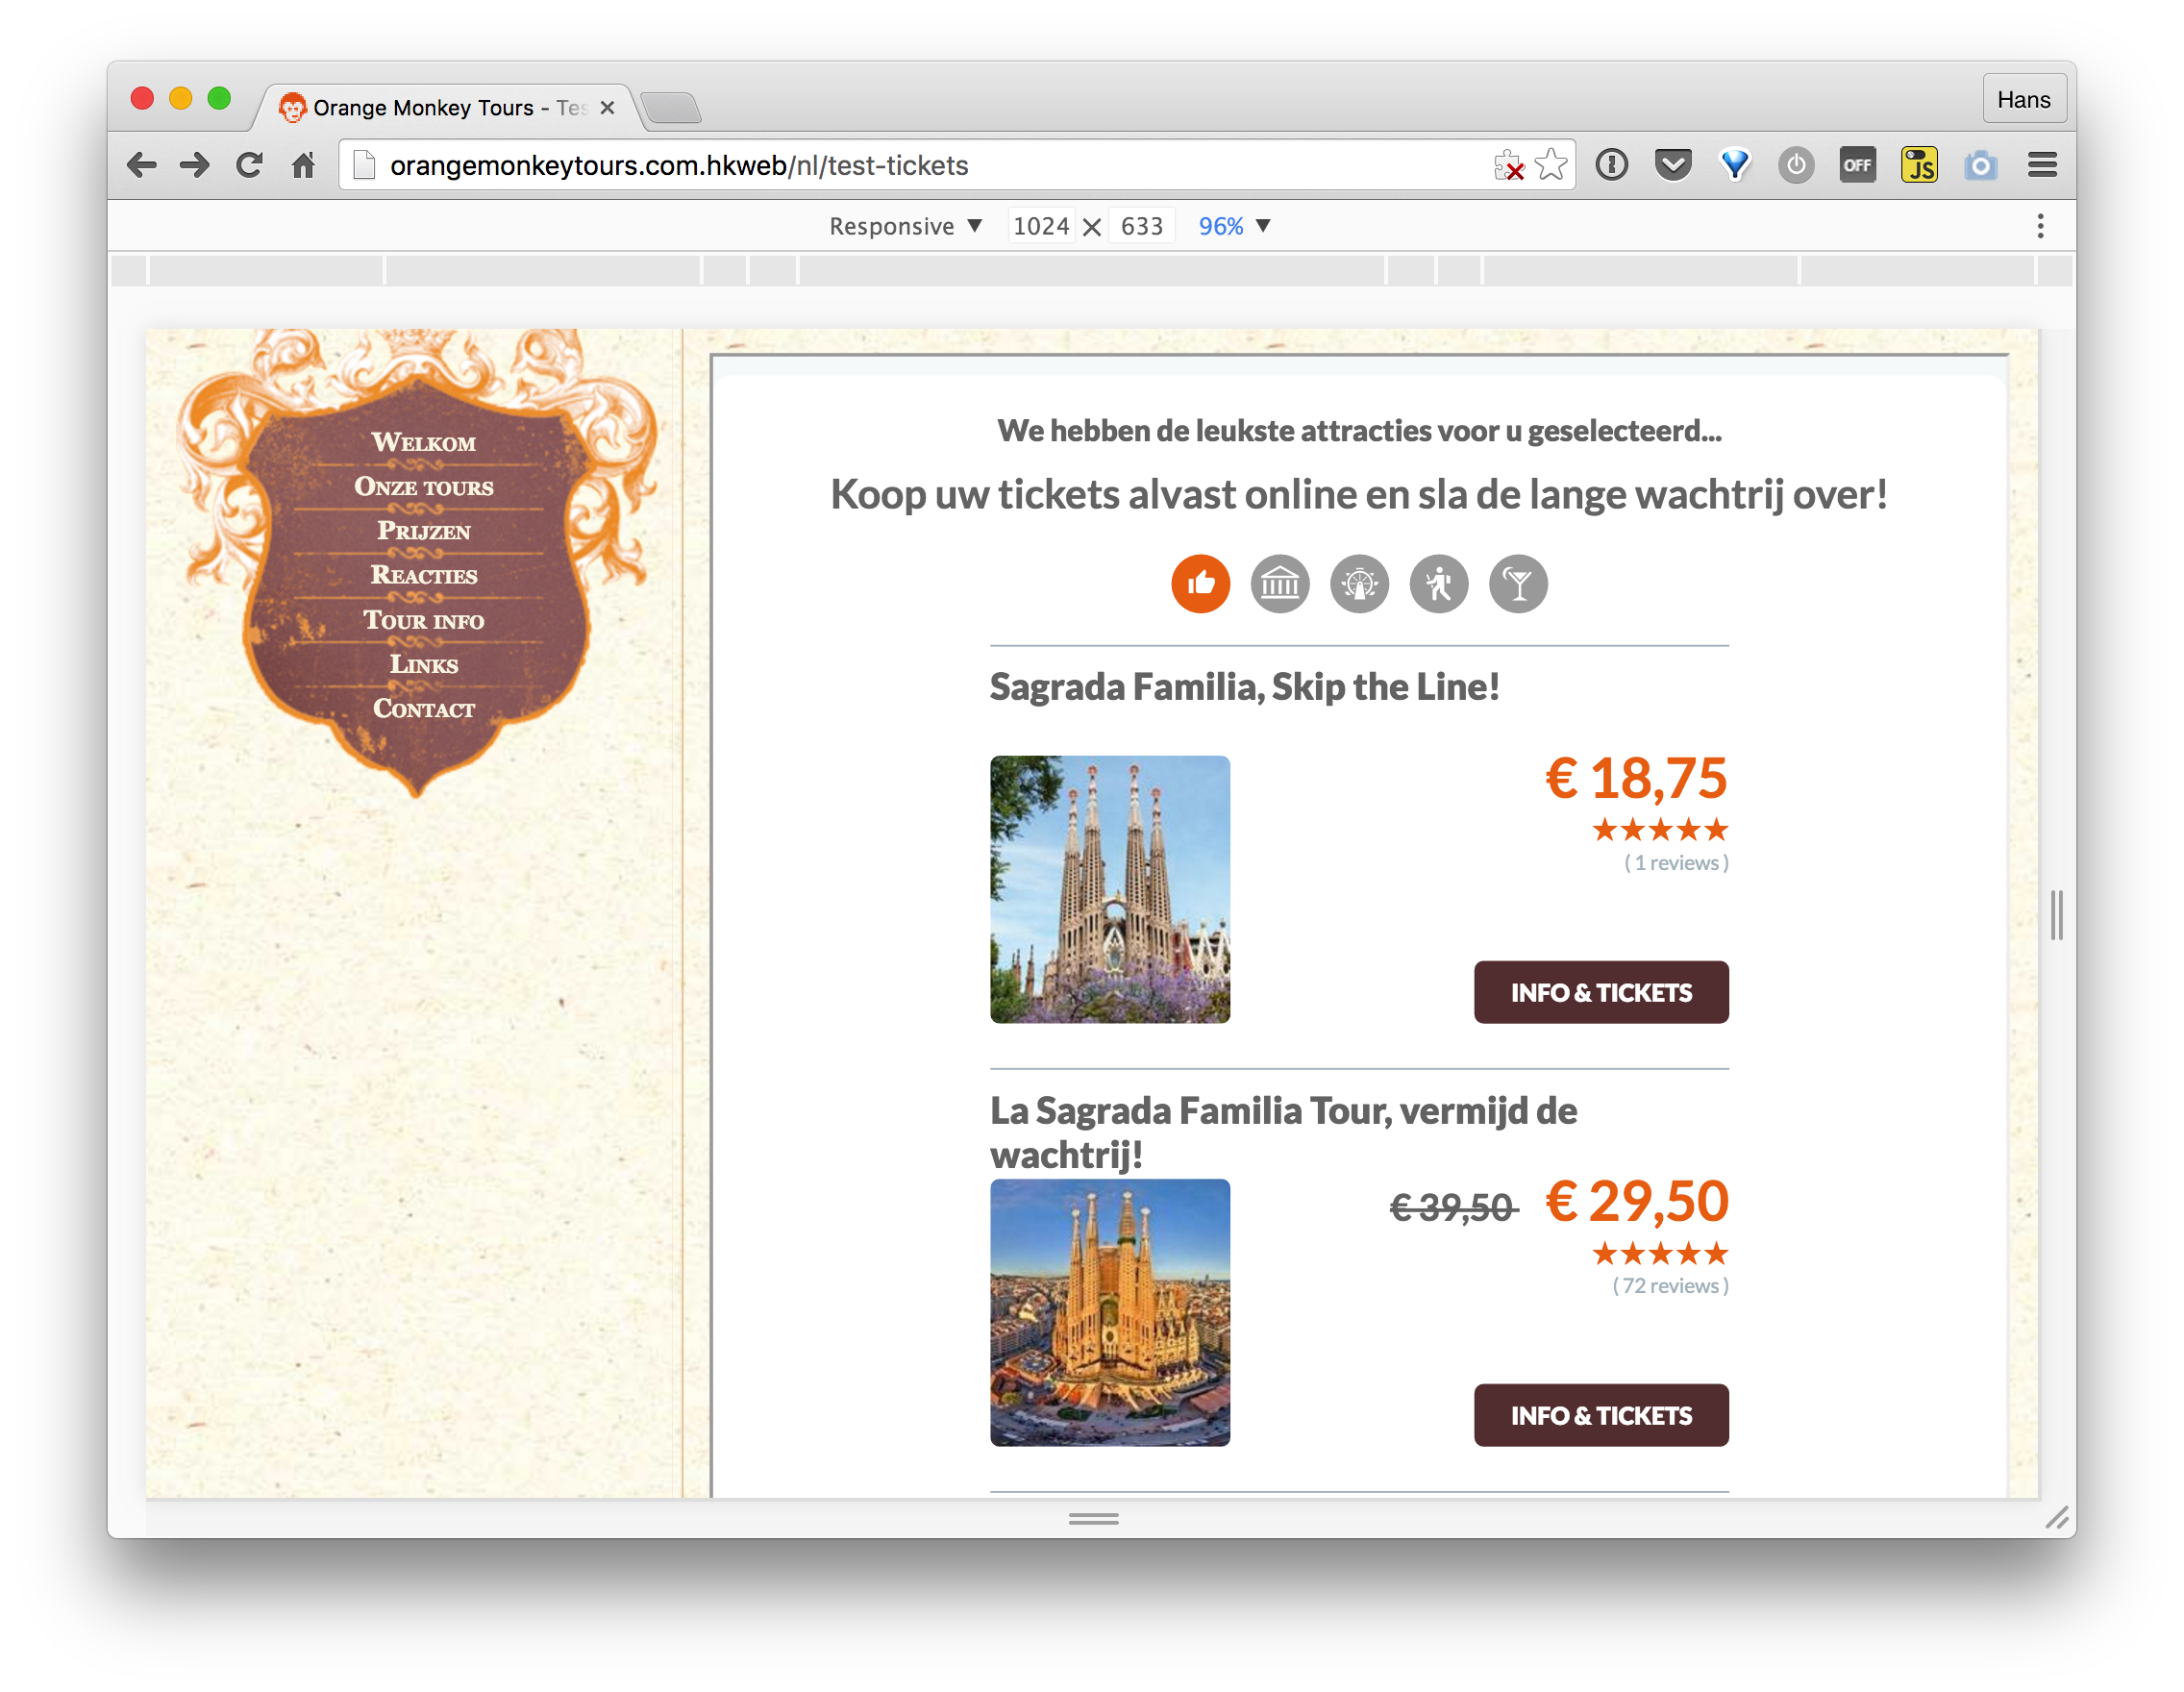 Orange Monkey Tours - Tes
Hans
orangemonkeytours.com.hkweb/nl/test-tickets
OFF
JS
Responsive ▼ 1024 × 633 96% ▼
Welkom
Onze tours
Prijzen
Reacties
Tour info
Links
Contact
We hebben de leukste attracties voor u geselecteerd...
Koop uw tickets alvast online en sla de lange wachtrij over!
Sagrada Familia, Skip the Line!
€ 18,75
★★★★★
( 1 reviews )
INFO & TICKETS
La Sagrada Familia Tour, vermijd de
wachtrij!
€ 39,50 € 29,50
★★★★★
( 72 reviews )
INFO & TICKETS